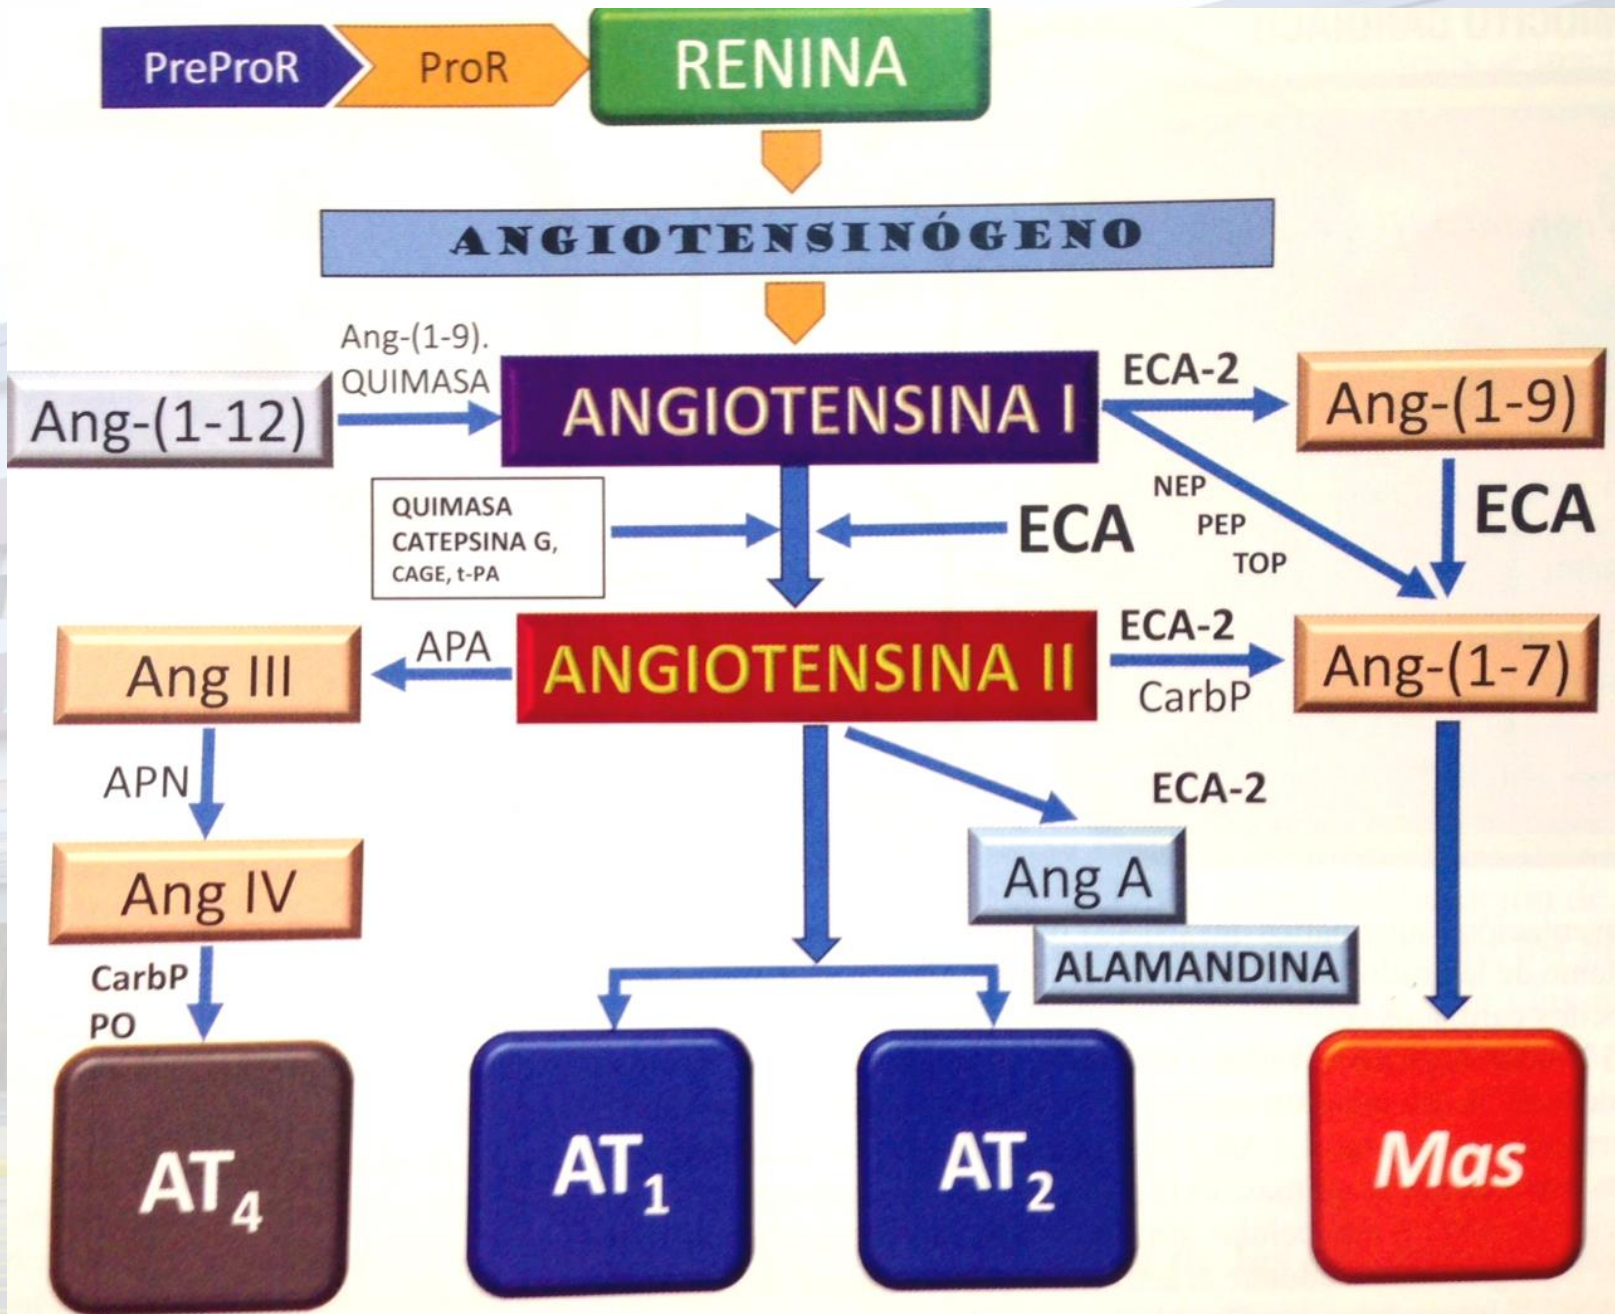 PreProR
ProR
RENINA
ANGIOTENSINÓGENO
Ang-(1-9).
QUIMASA
Ang-(1-12)
ANGIOTENSINA I
ECA-2
Ang-(1-9)
QUIMASA
CATEPSINA G,
CAGE, t-PA
ECA
NEP
PEP
TOP
ECA
Ang III
APA
ANGIOTENSINA II
ECA-2
CarbP
Ang-(1-7)
APN
ECA-2
Ang IV
Ang A
ALAMANDINA
CarbP
PO
AT4
AT1
AT2
Mas